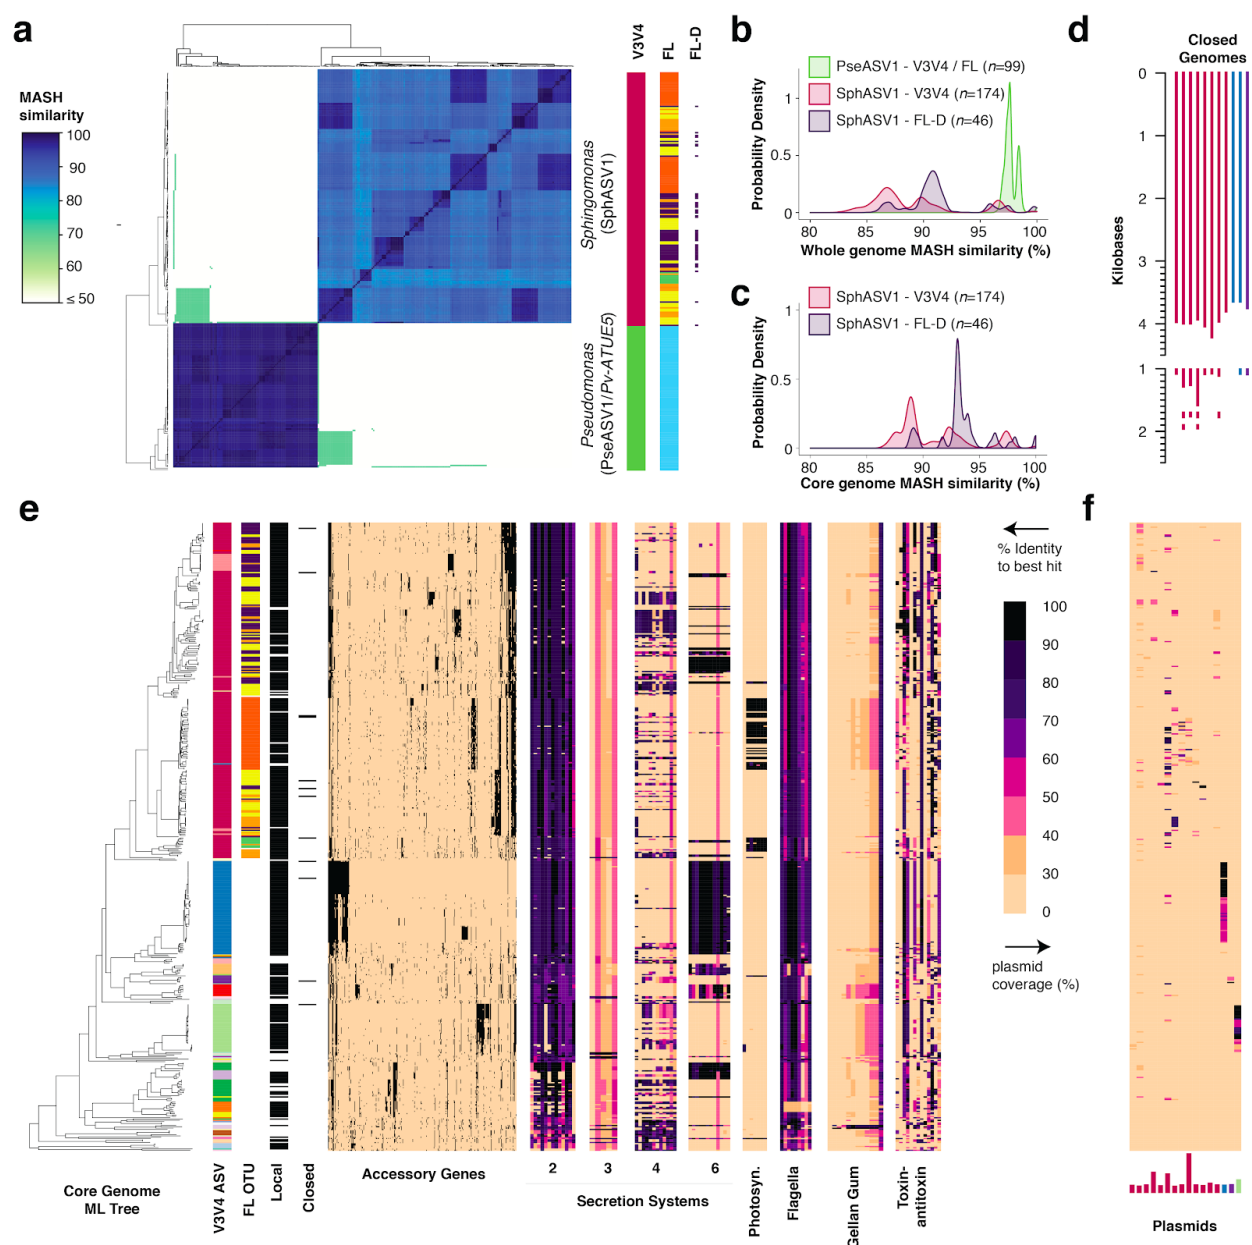 a
MASH
similarity
100
90
80
70
60
≤ 50
V3V4
FL
FL-D
Sphingomonas
(SphASV1)
Pseudomonas
(PseASV1/Pv-ATUE5)
b
PseASV1 - V3V4 / FL (n=99)
SphASV1 - V3V4 (n=174)
SphASV1 - FL-D (n=46)
Probability Density
1
0.5
0
80
85
90
95
100
Whole genome MASH similarity (%)
c
SphASV1 - V3V4 (n=174)
SphASV1 - FL-D (n=46)
Probability Density
1
0.5
0
80
85
90
95
100
Core genome MASH similarity (%)
d
Closed
Genomes
Kilobases
0
1
2
3
4
1
2
e
Core Genome
ML Tree
V3V4 ASV
FL OTU
Local
Closed
Accessory Genes
2
3
4
6
Secretion Systems
Photosyn.
Flagella
Gellan Gum
Toxin-
antitoxin
% Identity
to best hit
100
90
80
70
60
50
40
30
0
plasmid
coverage (%)
f
Plasmids